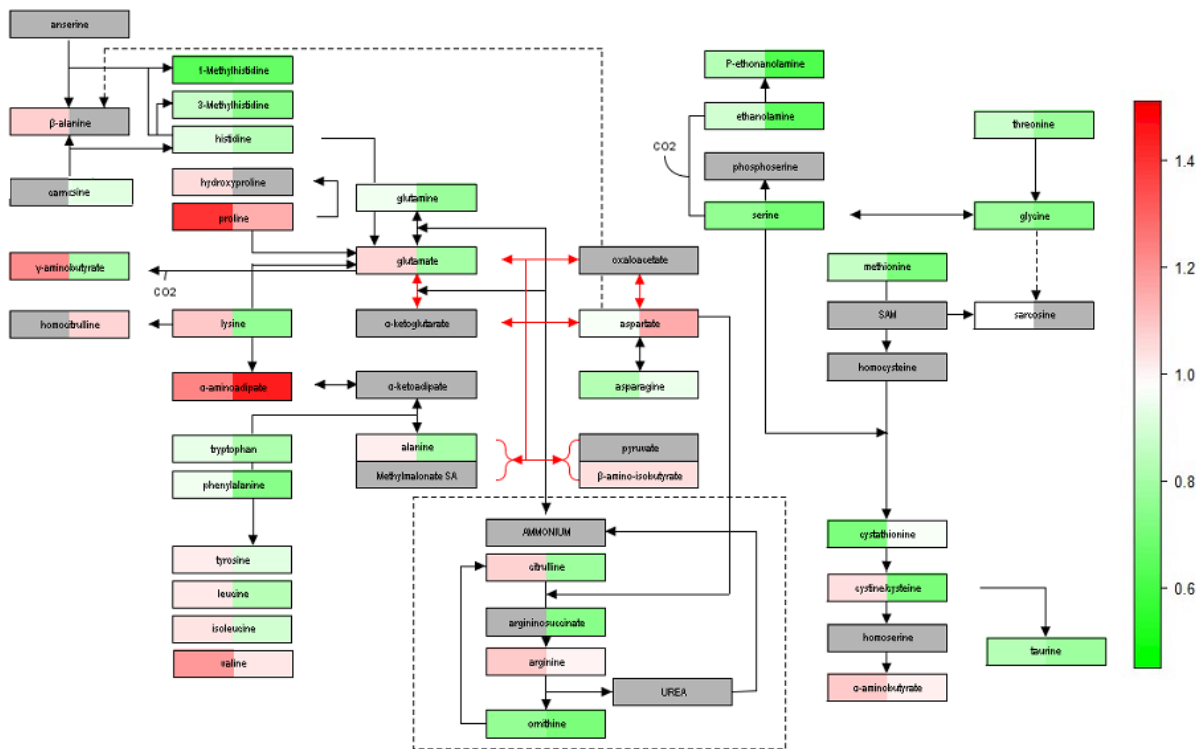 anserine
1-Methylhistidine
3-Methylhistidine
β-alanine
histidine
carnosine
hydroxyproline
proline
γ-aminobutyrate
CO2
homocitrulline
lysine
α-aminoadipate
tryptophan
phenylalanine
tyrosine
leucine
isoleucine
valine
glutamine
glutamate
α-ketoglutarate
α-ketoadipate
alanine
Methylmalonate SA
oxaloacetate
aspartate
asparagine
pyruvate
β-amino-isobutyrate
AMMONIUM
citrulline
argininosuccinate
arginine
UREA
ornithine
P-ethonanolamine
ethanolamine
CO2
phosphoserine
serine
threonine
glycine
methionine
SAM
sarcosine
homocysteine
cystathionine
cystine/cysteine
homoserine
taurine
α-aminobutyrate
1.4
1.2
1.0
0.8
0.6